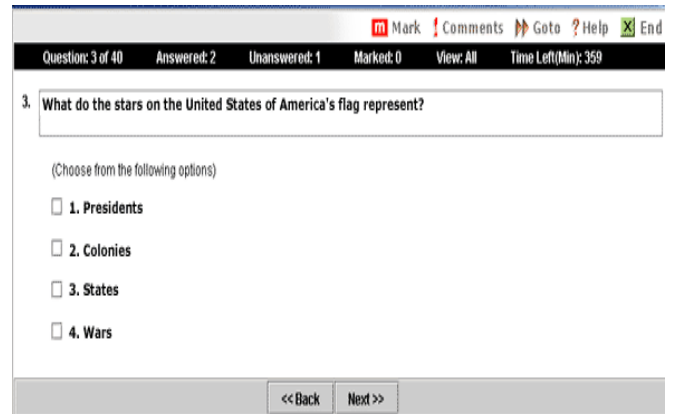 m Mark ! Comments Goto ? Help X End
Question: 3 of 40 Answered: 2 Unanswered: 1 Marked: 0 View: All Time Left(Min): 359
3. What do the stars on the United States of America's flag represent?
(Choose from the following options)
1. Presidents
2. Colonies
3. States
4. Wars
<< Back Next >>